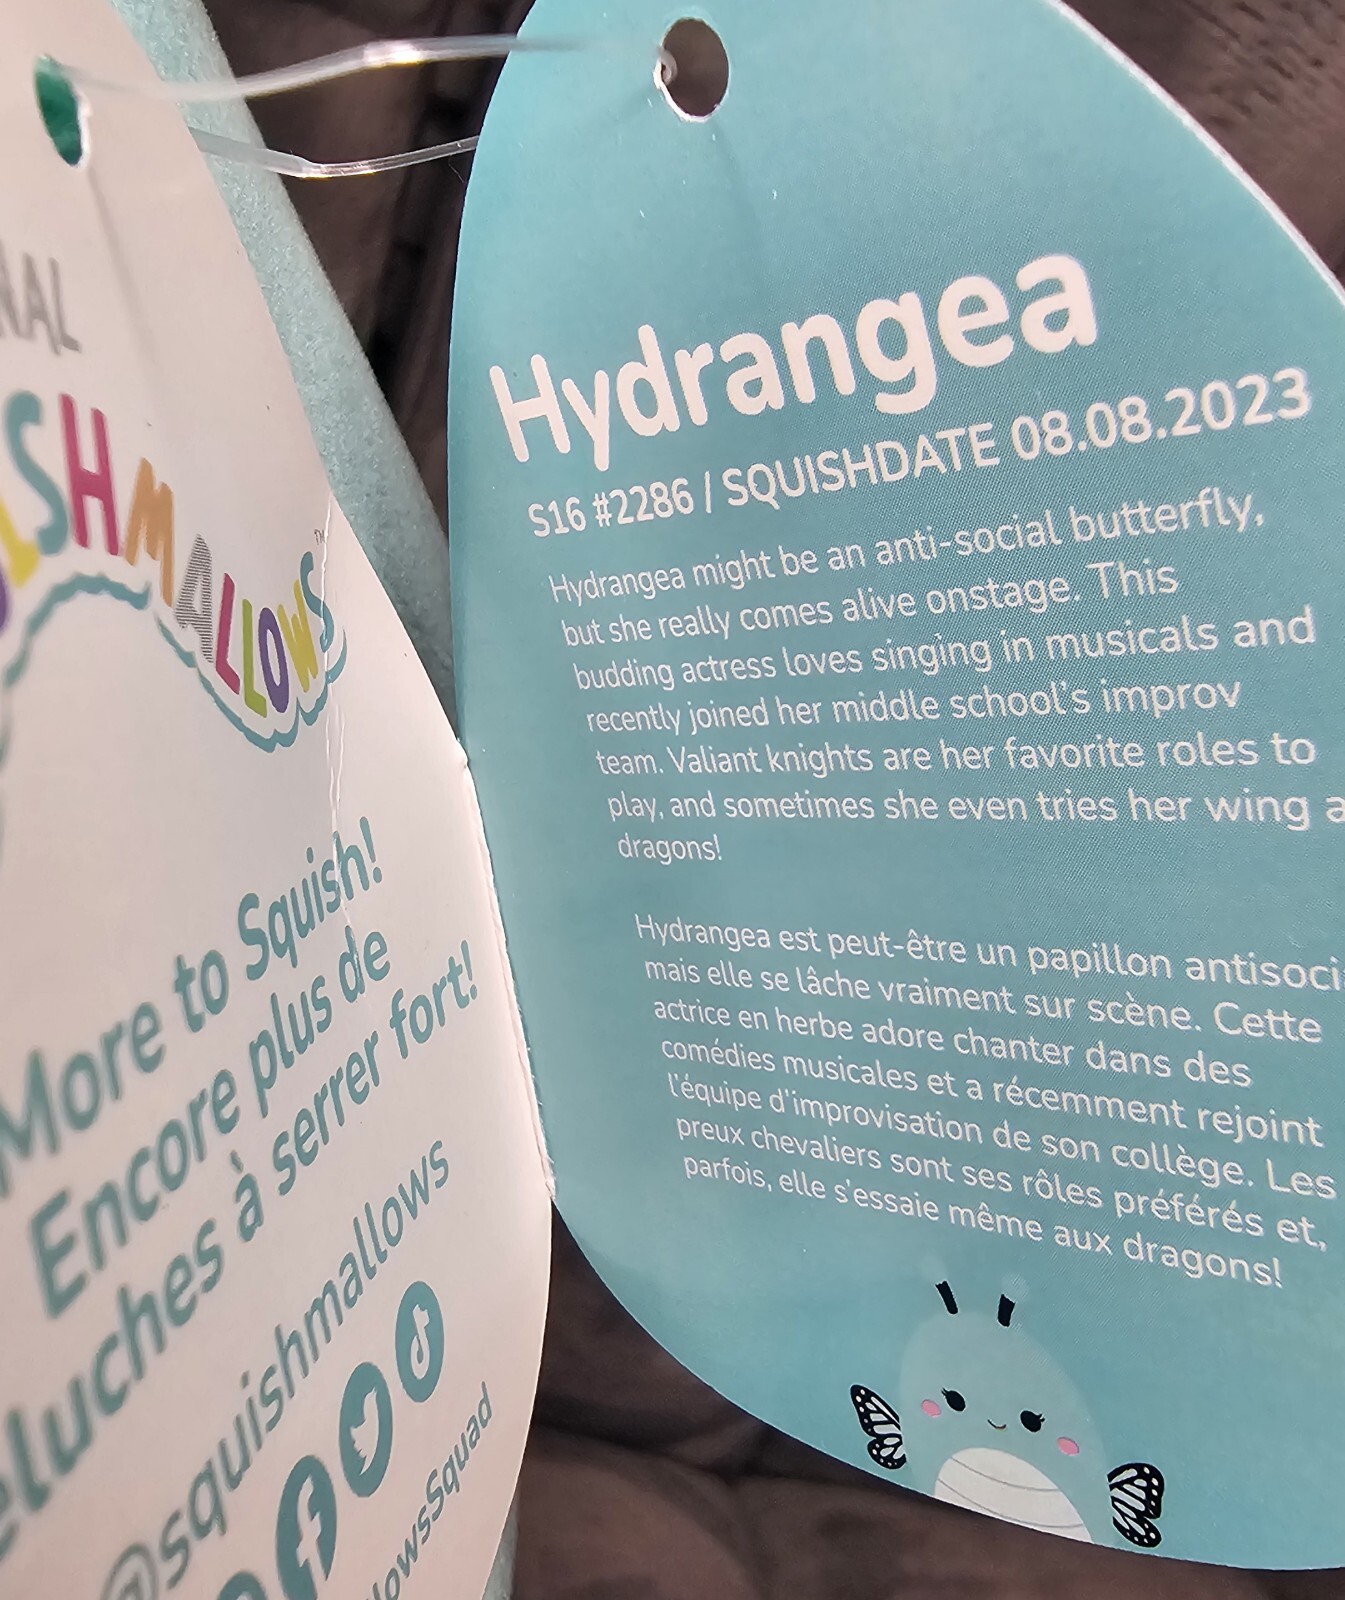 SHMALLOWS™
More to Squish!
Encore plus de
à serrer fort!
@squishmallows
Hydrangea
S16 #2286 / SQUISHDATE 08.08.2023
Hydrangea might be an anti-social butterfly,
but she really comes alive onstage. This
budding actress loves singing in musicals and
recently joined her middle school's improv
team. Valiant knights are her favorite roles to
play, and sometimes she even tries her wing a
dragons!
Hydrangea est peut-être un papillon antisoci
mais elle se lâche vraiment sur scène. Cette
actrice en herbe adore chanter dans des
comédies musicales et a récemment rejoint
l'équipe d'improvisation de son collège. Les
preux chevaliers sont ses rôles préférés et,
parfois, elle s'essaie même aux dragons!